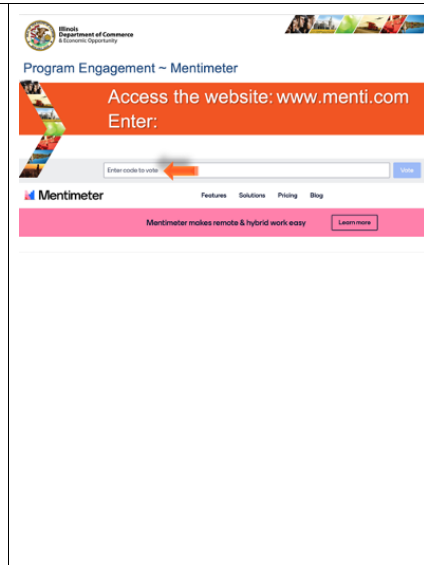 Illinois
Department of Commerce
& Economic Opportunity
Program Engagement ~ Mentimeter
Access the website: www.menti.com
Enter:
Enter code to vote
Vote
Mentimeter
Features Solutions Pricing Blog
Mentimeter makes remote & hybrid work easy
Learn more